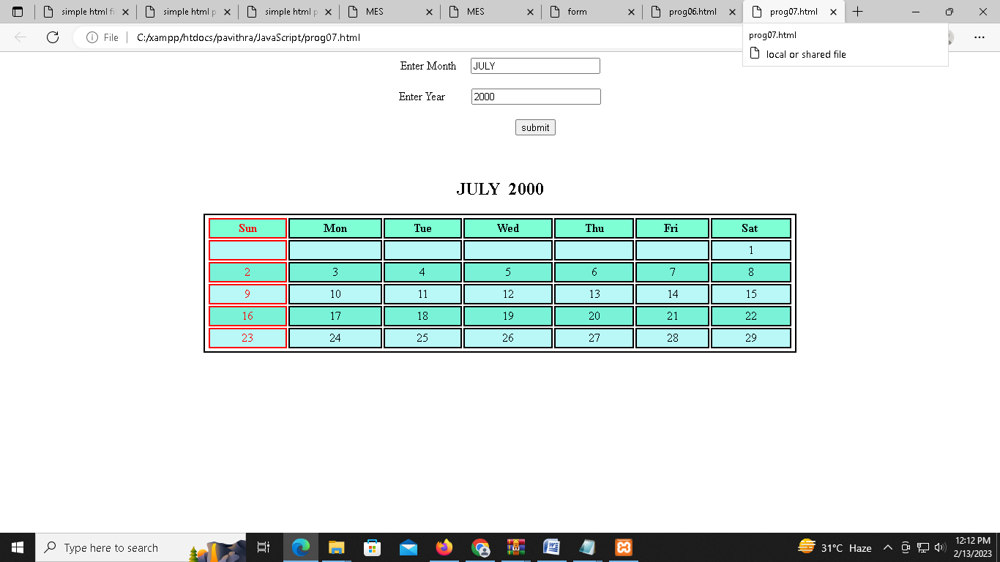 simple html fi
simple html p
simple html p
MES
MES
form
prog06.html
prog07.html
File
C:/xampp/htdocs/pavithra/JavaScript/prog07.html
prog07.html
local or shared file
Enter Month JULY
Enter Year 2000
submit
JULY 2000
Sun Mon Tue Wed Thu Fri Sat
1
2 3 4 5 6 7 8
9 10 11 12 13 14 15
16 17 18 19 20 21 22
23 24 25 26 27 28 29
Type here to search
31°C Haze
12:12 PM
2/13/2023